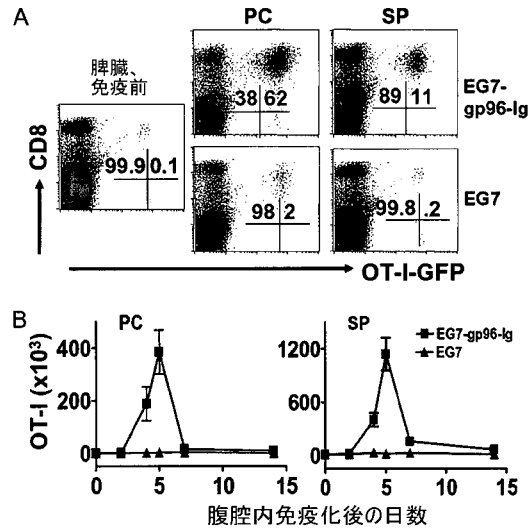 A
PC
SP
脾臓、
免疫前
CD8
99.9 0.1
38 62
89 11
EG7-
gp96-Ig
98 2
99.8 .2
EG7
OT-I-GFP
B
PC
SP
EG7-gp96-Ig
EG7
OT-I (x10³)
400
200
0
1200
600
0
0 5 10 15
0 5 10 15
腹腔内免疫化後の日数